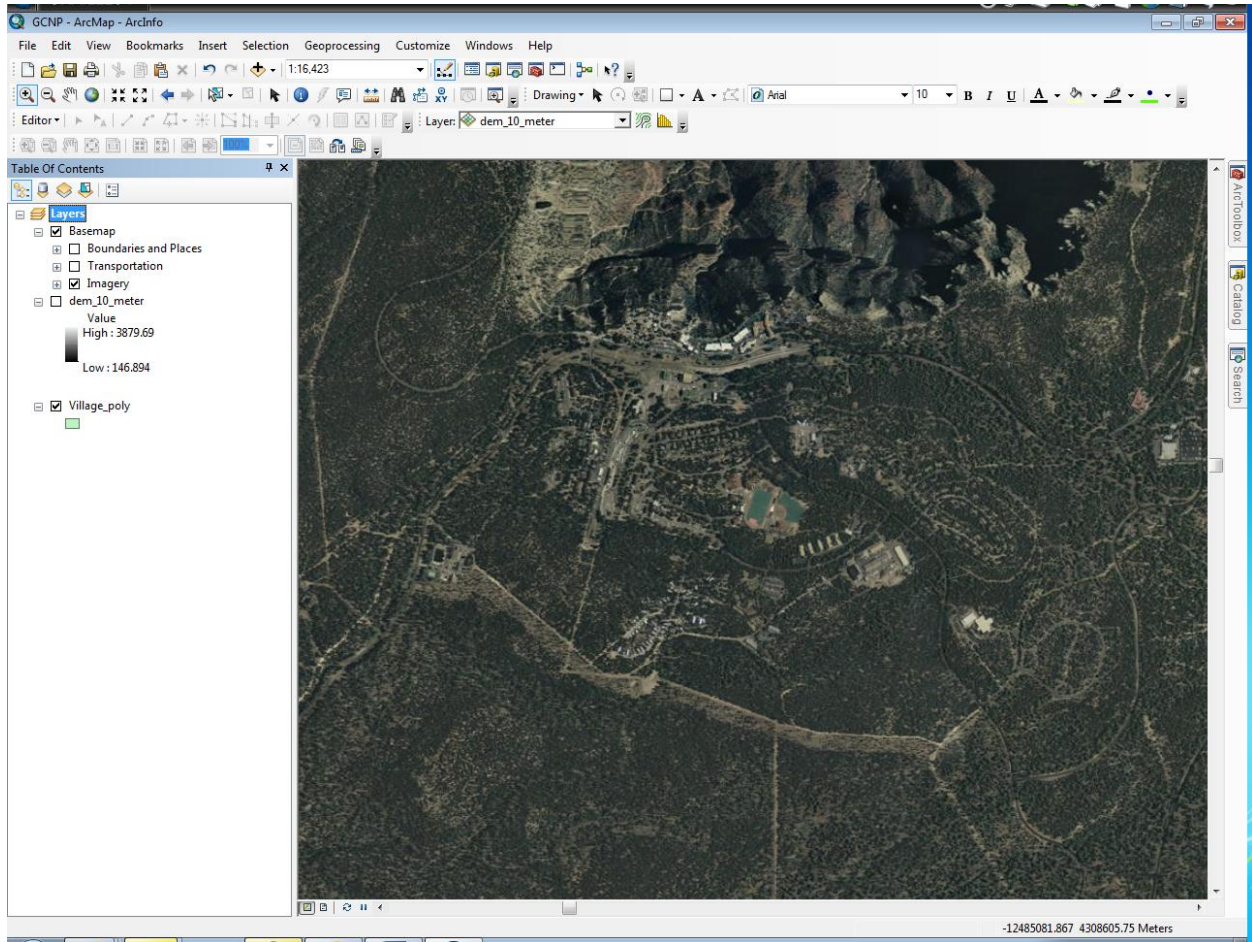 GCNP - ArcMap - ArcInfo
File Edit View Bookmarks Insert Selection Geoprocessing Customize Windows Help
1:16,423
Drawing A Arial 10 B I U A
Editor Layer: dem_10_meter
100%
Table Of Contents
Layers
Basemap
Boundaries and Places
Transportation
Imagery
dem_10_meter
Value
High : 3879.69
Low : 146.894
Village_poly
ArcToolbox
Catalog
Search
-12485081.867 4308605.75 Meters